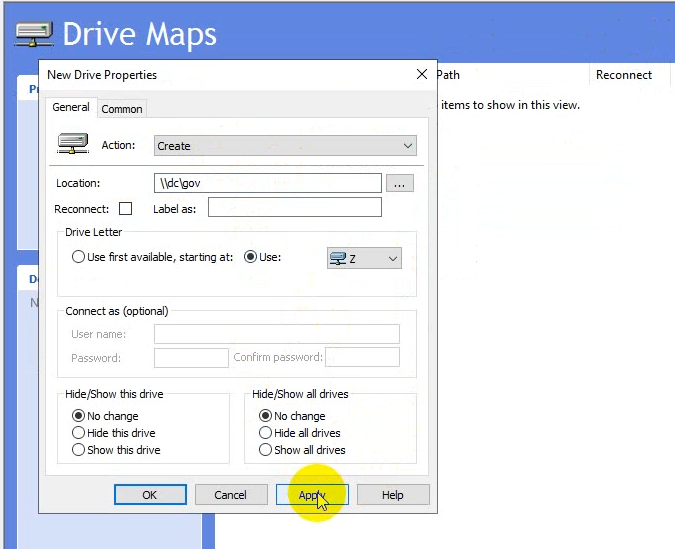 Drive Maps
New Drive Properties
Path
Reconnect
General
Common
items to show in this view.
Action:
Create
Location:
\\dc\gov
...
Reconnect:
Label as:
Drive Letter
Use first available, starting at:
Use:
Z
Connect as (optional)
User name:
Password:
Confirm password:
Hide/Show this drive
Hide/Show all drives
No change
No change
Hide this drive
Hide all drives
Show this drive
Show all drives
OK
Cancel
Apply
Help